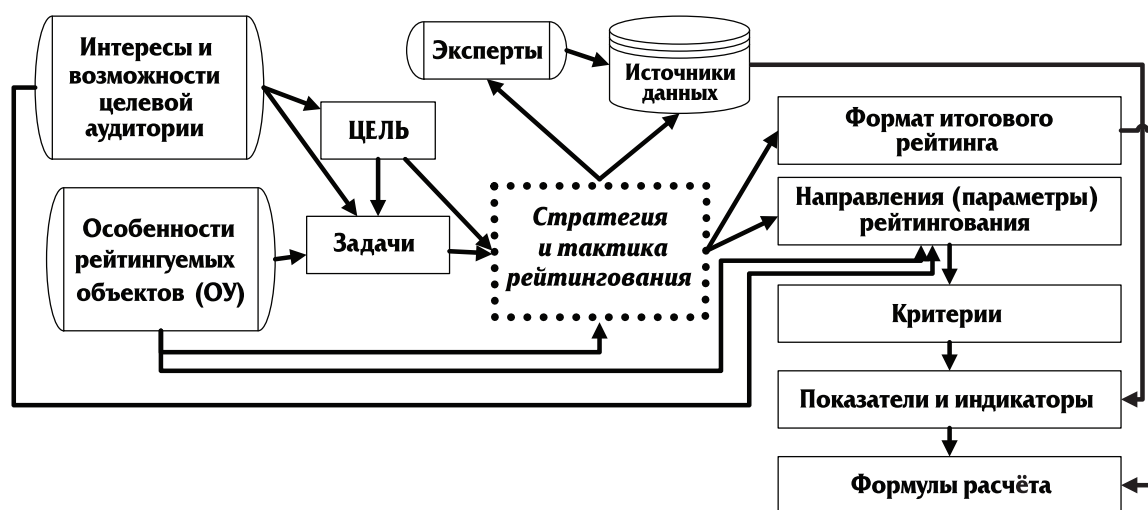 Интересы и
возможности
целевой
аудитории
Эксперты
Источники
данных
ЦЕЛЬ
Формат итогового
рейтинга
Особенности
рейтингуемых
объектов (ОУ)
Задачи
Стратегия
и тактика
рейтингования
Направления (параметры)
рейтингования
Критерии
Показатели и индикаторы
Формулы расчёта